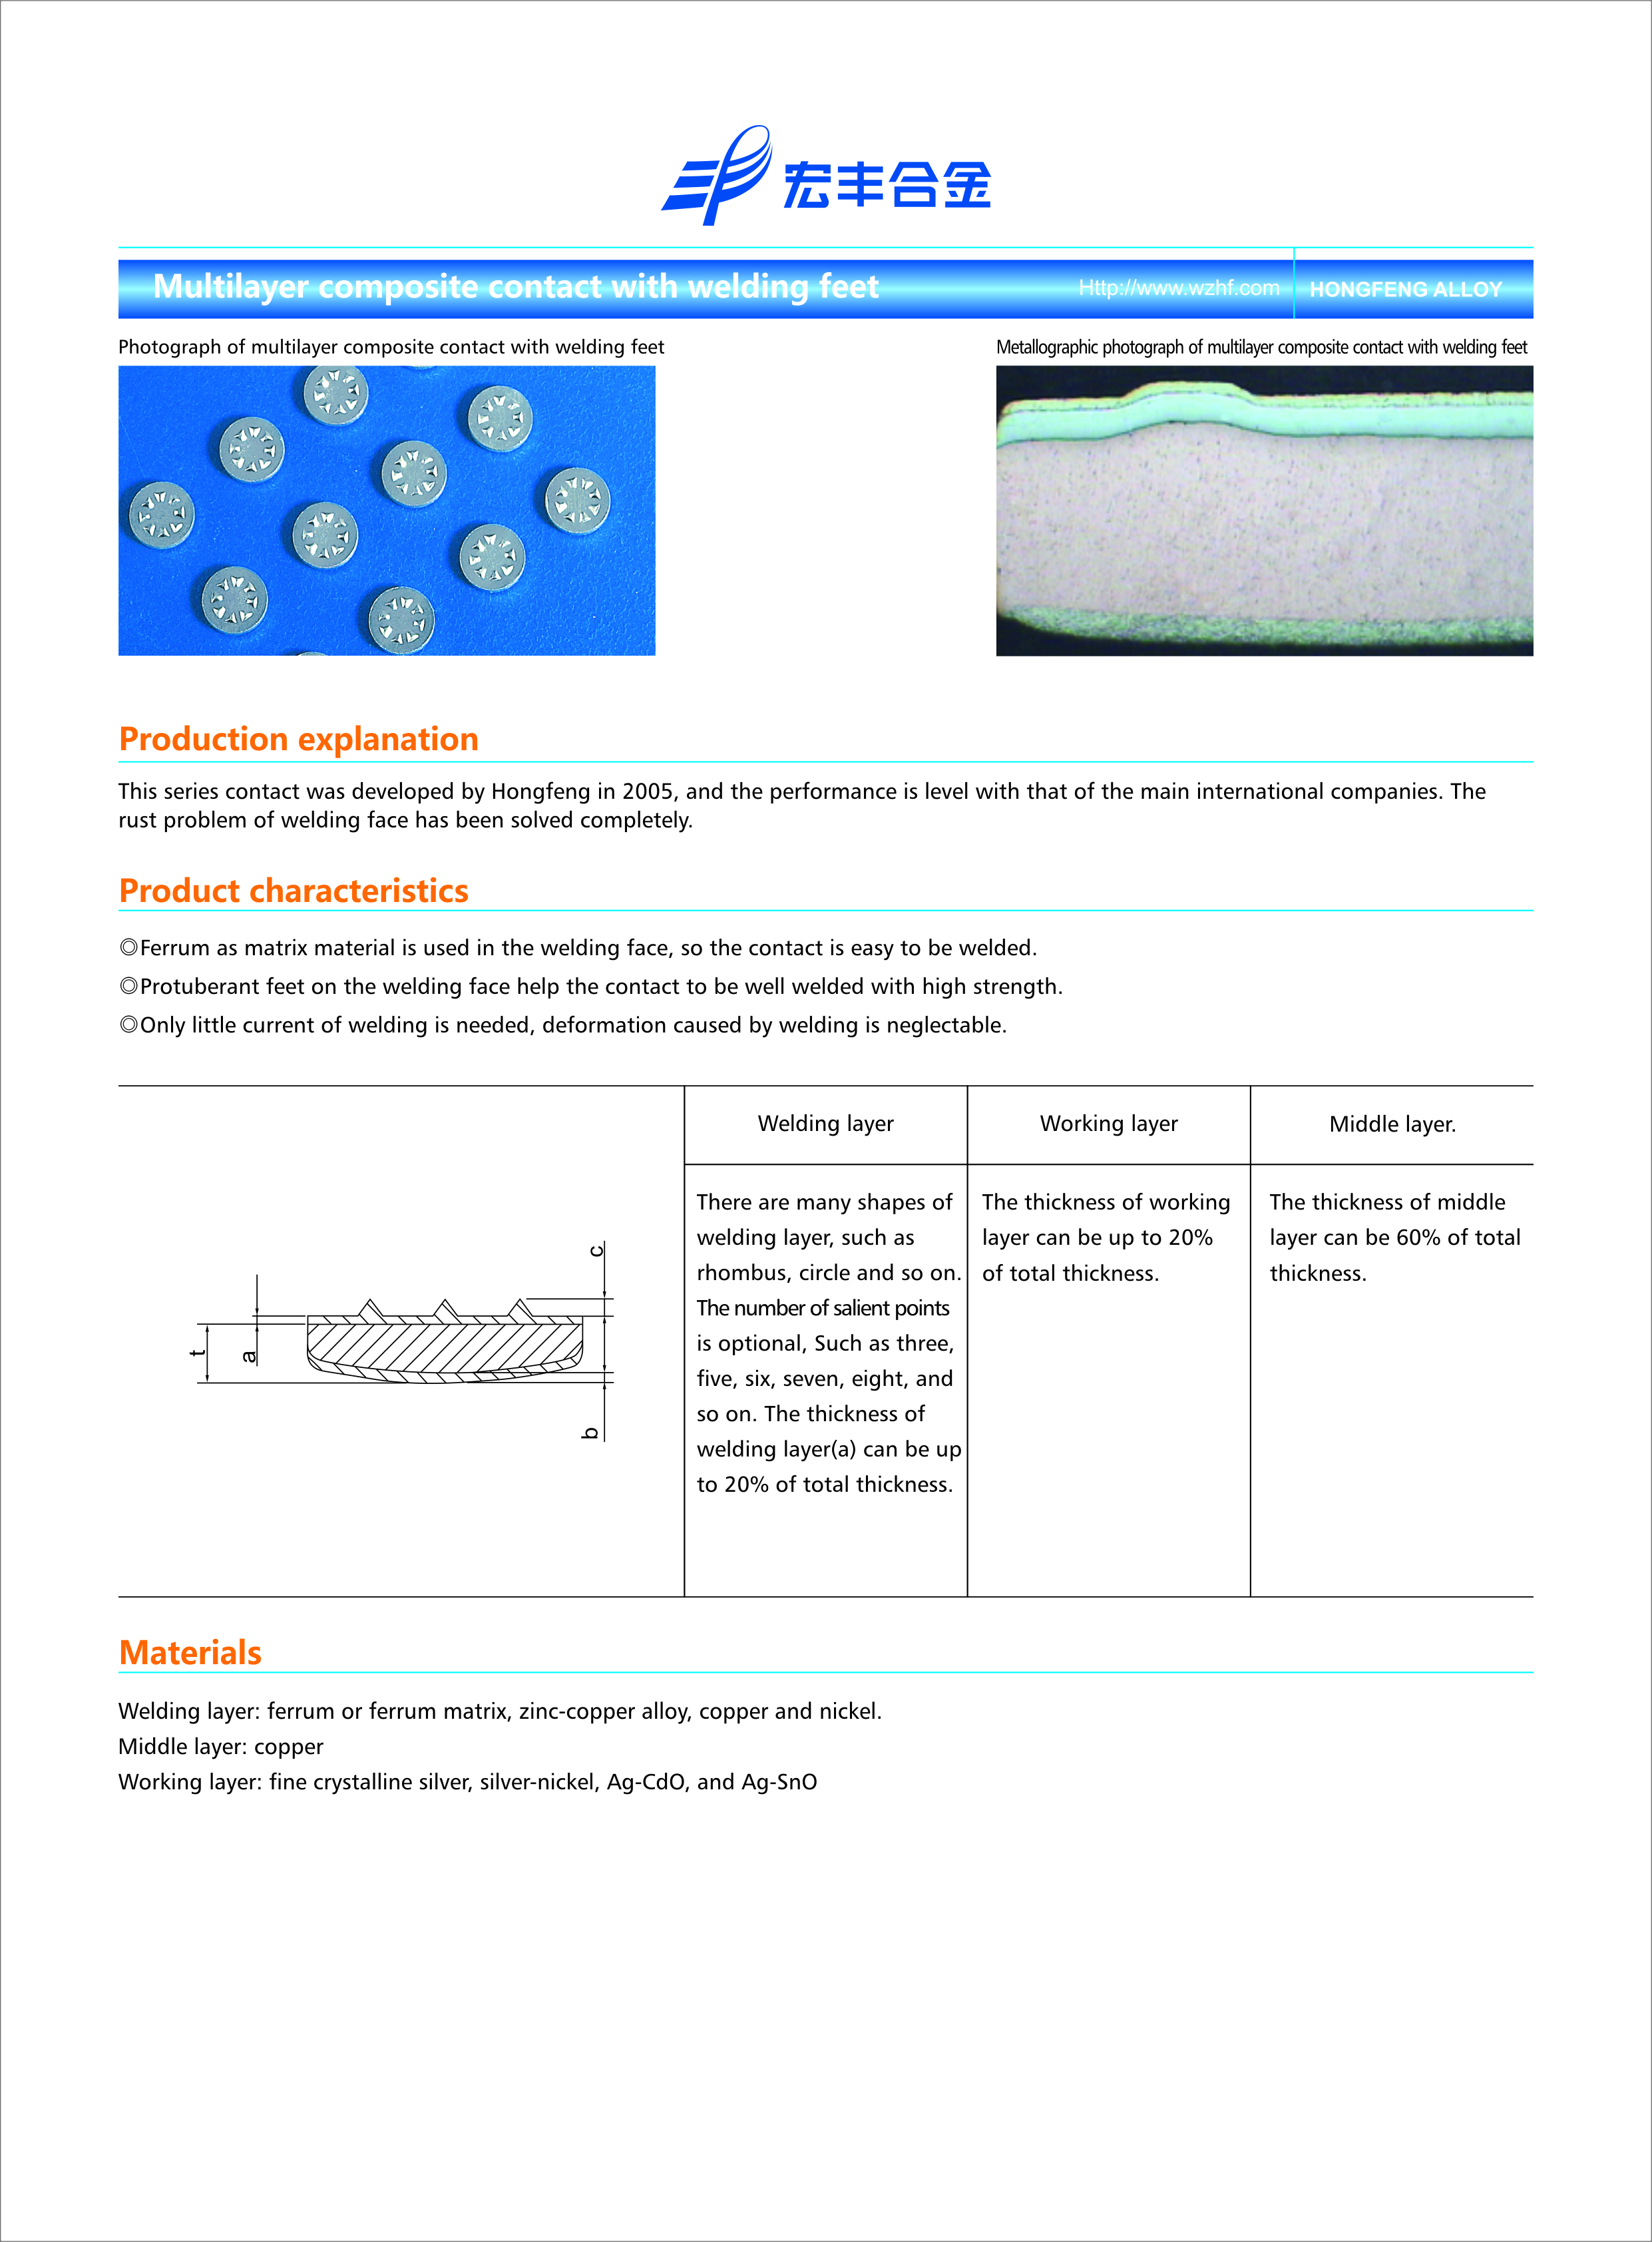 宏丰合金
Multilayer composite contact with welding feet
Http://www.wzhf.com
HONGFENG ALLOY
Photograph of multilayer composite contact with welding feet
Metallographic photograph of multilayer composite contact with welding feet
Production explanation
This series contact was developed by Hongfeng in 2005, and the performance is level with that of the main international companies. The
rust problem of welding face has been solved completely.
Product characteristics
◎Ferrum as matrix material is used in the welding face, so the contact is easy to be welded.
◎Protuberant feet on the welding face help the contact to be well welded with high strength.
◎Only little current of welding is needed, deformation caused by welding is neglectable.
t
a
c
b
Welding layer
There are many shapes of
welding layer, such as
rhombus, circle and so on.
The number of salient points
is optional, Such as three,
five, six, seven, eight, and
so on. The thickness of
welding layer(a) can be up
to 20% of total thickness.
Working layer
The thickness of working
layer can be up to 20%
of total thickness.
Middle layer.
The thickness of middle
layer can be 60% of total
thickness.
Materials
Welding layer: ferrum or ferrum matrix, zinc-copper alloy, copper and nickel.
Middle layer: copper
Working layer: fine crystalline silver, silver-nickel, Ag-CdO, and Ag-SnO